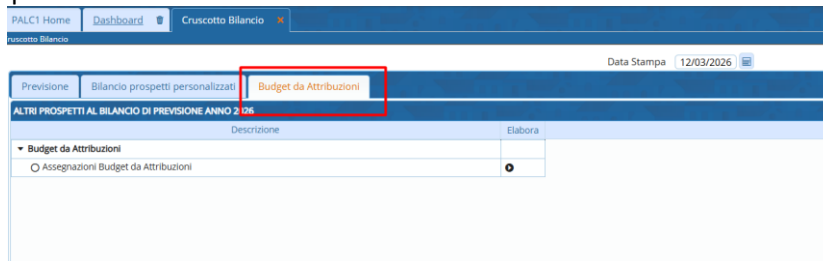 PALC1 Home Dashboard Cruscotto Bilancio ×
ruscotto Bilancio
Data Stampa 12/03/2026
Previsione Bilancio prospetti personalizzati Budget da Attribuzioni
ALTRI PROSPETTI AL BILANCIO DI PREVISIONE ANNO 2026
Descrizione Elabora
Budget da Attribuzioni
Assegnazioni Budget da Attribuzioni